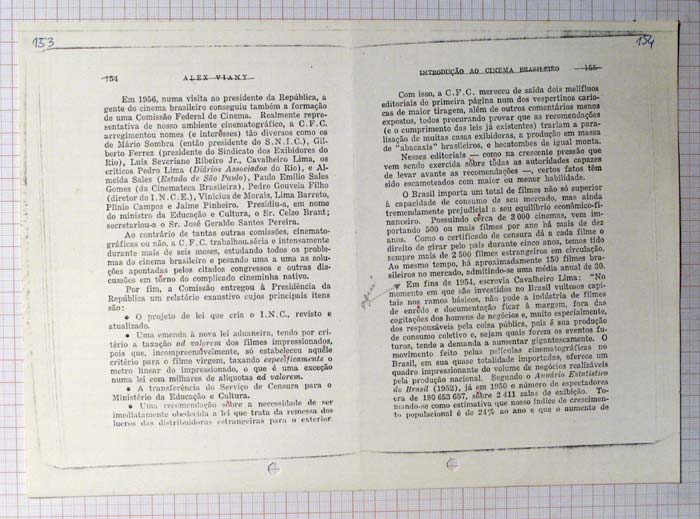 153
154 ALEX VIANY
Em 1956, numa visita ao presidente da República, a
gente do cinema brasileiro conseguiu também a formação
de uma Comissão Federal de Cinema. Realmente repre-
sentativa de nosso ambiente cinematográfico, a C.F.C.
arregimentou nomes (e interêsses) tão diversos como os
de Mário Sombra (então presidente do S.N.I.C.), Gil-
berto Ferrez (presidente do Sindicato dos Exibidores do
Rio), Luis Severiano Ribeiro Jr., Cavalheiro Lima, os
críticos Pedro Lima (Diários Associados do Rio), e Al-
meida Sales (Estado de São Paulo), Paulo Emílio Sales
Gomes (da Cinemateca Brasileira), Pedro Gouveia Filho
(diretor do I.N.C.E.), Vinicius de Morais, Lima Barreto,
Flínio Campos e Jaime Pinheiro. Presidiu-a, em nome
do ministro da Educação e Cultura, o Sr. Celso Brant;
secretariou-a o Sr. José Geraldo Santos Pereira.
Ao contrário de tantas outras comissões, cinemato-
gráficas ou não, a C.F.C. trabalhou séria e intensamente
durante mais de seis meses, estudando todos os proble-
mas do cinema brasileiro e pesando uma a uma as solu-
ções apontadas pelos citados congressos e outras dis-
cussões em tôrno do complicado cineminha nativo.
Por fim, a Comissão entregou à Presidência da
República um relatório exaustivo cujos principais itens
são:
● O projeto de lei que cria o I.N.C., revisto e
atualizado.
● Uma emenda à nova lei aduaneira, tendo por cri-
tério a taxação ad valorem dos filmes impressionados,
pois que, incompreensìvelmente, só estabeleceu aquêle
critério para o filme virgem, taxando especìficamente o
metro linear do impressionado, o que é uma exceção
numa lei com milhares de alíquotas ad valorem.
● A transferência do Serviço de Censura para o
Ministério da Educação e Cultura.
● Uma recomendação sôbre a necessidade de ser
imediatamente obedecida a lei que trata da remessa dos
lucros das distribuidoras estrangeiras para o exterior.
154
INTRODUÇÃO AO CINEMA BRASILEIRO 155
Com isso, a C.F.C. mereceu de saída dois melífluos
editoriais de primeira página num dos vespertinos cario-
cas de maior tiragem, além de outros comentários menos
expostos, todos procurando provar que as recomendações
(e o cumprimento das leis já existentes) trariam a para-
lisação de muitas casas exibidoras, a produção em massa
de "abacaxis" brasileiros, e hecatombes de igual monta.
Nesses editoriais — como na crescente pressão que
vem sendo exercida sôbre tôdas as autoridades capazes
de levar avante as recomendações —, certos fatos têm
sido escamoteados com maior ou menor habilidade.
O Brasil importa um total de filmes não só superior
à capacidade de consumo de seu mercado, mas ainda
tremendamente prejudicial a seu equilíbrio econômico-fi-
nanceiro. Possuindo cêrca de 3 000 cinemas, vem im-
portando 500 ou mais filmes por ano há mais de dez
anos. Como o certificado de censura dá a cada filme o
direito de girar pelo país durante cinco anos, temos tido
sempre mais de 2 500 filmes estrangeiros em circulação.
Ao mesmo tempo, há aproximadamente 150 filmes bra-
sileiros no mercado, admitindo-se uma média anual de 30.
Em fins de 1954, escrevia Cavalheiro Lima: "No
momento em que são investidos no Brasil vultosos capi-
tais nos ramos básicos, não pode a indústria de filmes
de enrêdo e documentação ficar à margem, fora das
cogitações dos homens de negócios e, muito especialmente,
dos responsáveis pela coisa pública, pois é sua produção
de consumo coletivo e, sejam quais forem os eventos fu-
turos, tende a demanda a aumentar gigantescamente. O
movimento feito pelas películas cinematográficas no
Brasil, em sua quase totalidade importadas, oferece um
quadro impressionante do volume de negócios realizáveis
pela produção nacional. Segundo o Anuário Estatístico
do Brasil (1952), já em 1950 o número de espectadores
era de 180 653 657, sôbre 2 411 salas de exibição. To-
mando-se como estimativa que nosso índice de crescimen-
to populacional é de 24% ao ano e que o aumento de